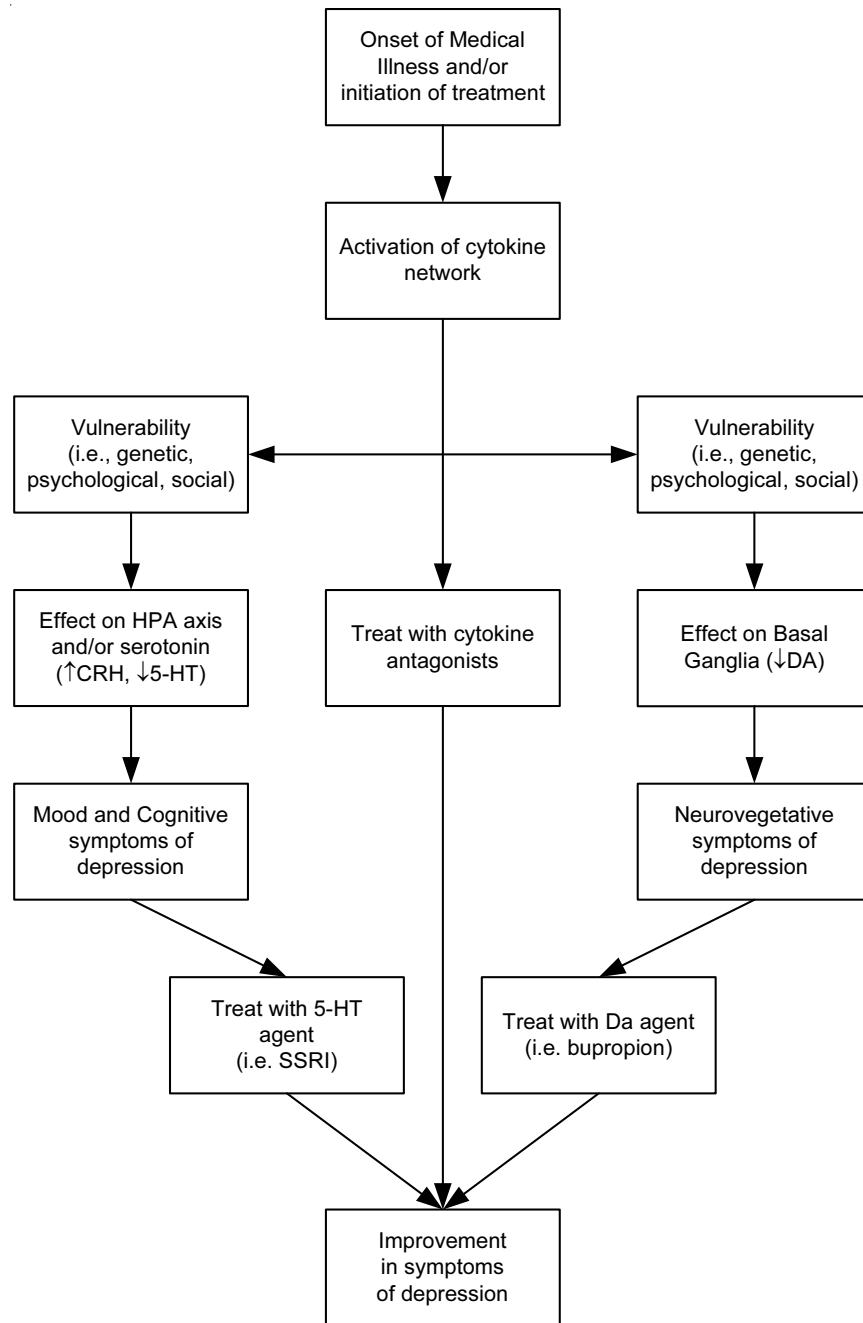 Onset of Medical
Illness and/or
initiation of treatment
Activation of cytokine
network
Vulnerability
(i.e., genetic,
psychological, social)
Vulnerability
(i.e., genetic,
psychological, social)
Effect on HPA axis
and/or serotonin
(↑CRH, ↓5-HT)
Treat with cytokine
antagonists
Effect on Basal
Ganglia (↓DA)
Mood and Cognitive
symptoms of
depression
Neurovegetative
symptoms of
depression
Treat with 5-HT
agent
(i.e. SSRI)
Treat with Da agent
(i.e. bupropion)
Improvement
in symptoms
of depression